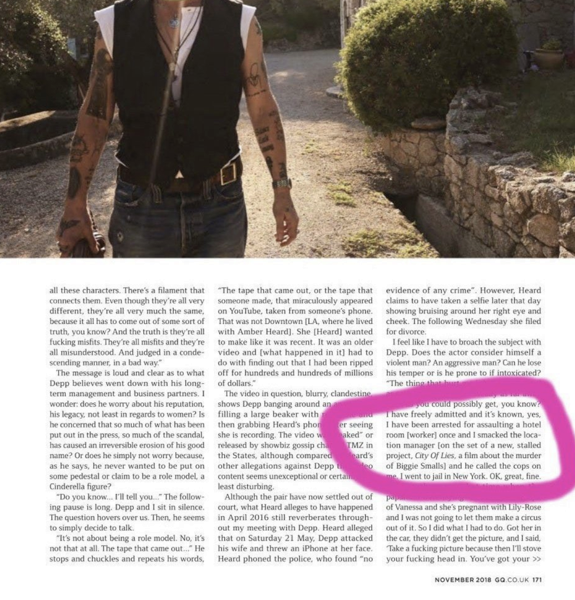 all these characters. There's a filament that
connects them. Even though they're all very
different, they're all very much the same,
because it all has to come out of some sort of
truth, you know? And the truth is they're all
fucking misfits. They're all misfits and they're
all misunderstood. And judged in a conde-
scending manner, in a bad way."
The message is loud and clear as to what
Depp believes went down with his long-
term management and business partners. I
wonder: does he worry about his reputation,
his legacy, not least in regards to women? Is
he concerned that so much of what has been
put out in the press, so much of the scandal,
has caused an irreversible erosion of his good
name? Or does he simply not worry because,
as he says, he never wanted to be put on
some pedestal or claim to be a role model, a
Cinderella figure?
"Do you know... I'll tell you..." The follow-
ing pause is long. Depp and I sit in silence.
The question hovers over us. Then, he seems
to simply decide to talk.
"It's not about being a role model. No, it's
not that at all. The tape that came out..." He
stops and chuckles and repeats his words,
"The tape that came out, or the tape that
someone made, that miraculously appeared
on YouTube, taken from someone's phone.
That was not Downtown [LA, where he lived
with Amber Heard]. She [Heard] wanted
to make like it was recent. It was an older
video and [what happened in it] had to
do with finding out that I had been ripped
off for hundreds and hundreds of millions
of dollars."
The video in question, blurry, clandestine,
shows Depp banging around an
filling a large beaker with and
then grabbing Heard's phone after seeing
she is recording. The video w "leaked" or
released by gossip TMZ in
the States, although compared Heard's
other allegations against Depp
content seems unexceptional or
least disturbing.
Although the pair have now settled out of
court, what Heard alleges to have happened
in April 2016 still reverberates through-
out my meeting with Depp. Heard alleged
that on Saturday 21 May, Depp attacked
his wife and threw an iPhone at her face.
Heard phoned the police, who found "no
evidence of any crime". However, Heard
claims to have taken a selfie later that day
showing bruising around her right eye and
cheek. The following Wednesday she filed
for divorce.
I feel like I have to broach the subject with
Depp. Does the actor consider himself a
violent man? An aggressive man? Can he lose
his temper or is he prone to if intoxicated?
"The thing that
you could possibly get, you know?
I have freely admitted and it's known, yes,
I have been arrested for assaulting a hotel
room [worker] once and I smacked the loca-
tion manager [on the set of a new, stalled
project, City Of Lies, a film about the murder
of Biggie Smalls] and he called the cops on
me. I went to jail in New York. OK, great, fine.
of Vanessa and she's pregnant with Lily-Rose
and I was not going to let them make a circus
out of it. So I did what I had to do. Got her in
the car, they didn't get the picture, and I said,
'Take a fucking picture because then I'll stove
your fucking head in. You've got your >>
NOVEMBER 2018 GQ.CO.UK 171